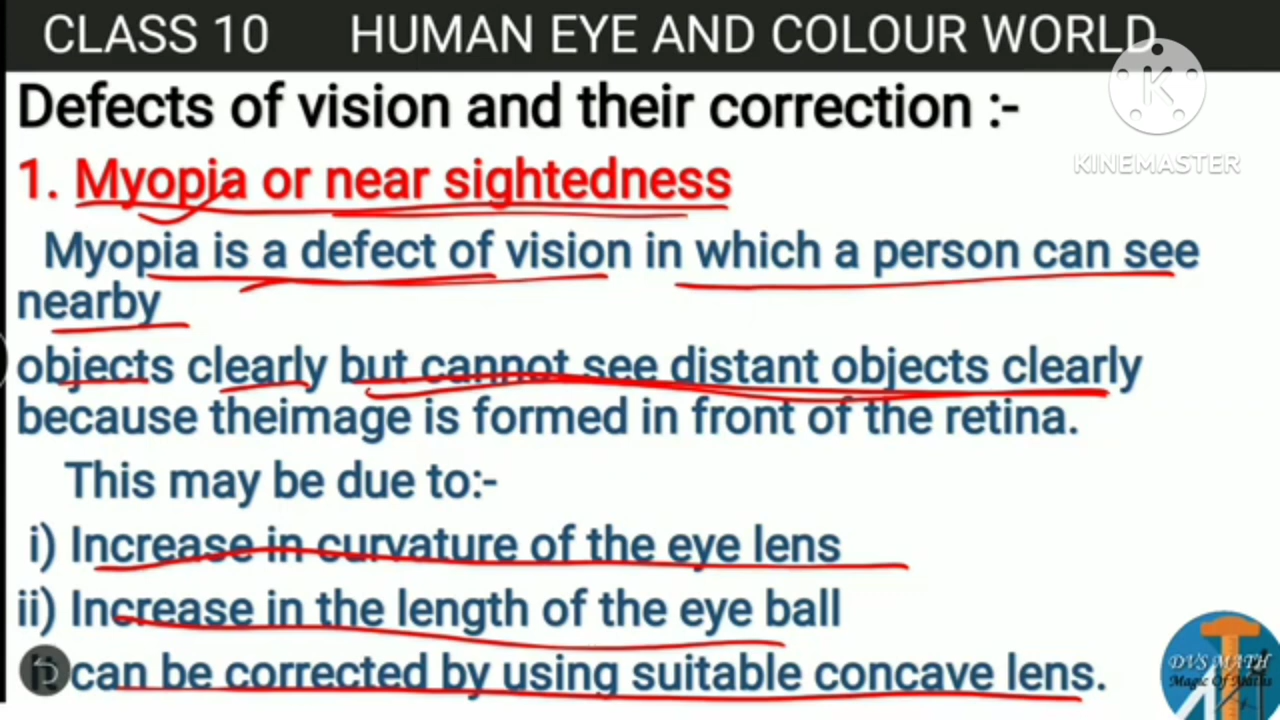 CLASS 10 HUMAN EYE AND COLOUR WORLD
KINEMASTER
Defects of vision and their correction :-
1. Myopia or near sightedness
Myopia is a defect of vision in which a person can see
nearby
objects clearly but cannot see distant objects clearly
because theimage is formed in front of the retina.
This may be due to:-
i) Increase in curvature of the eye lens
ii) Increase in the length of the eye ball
can be corrected by using suitable concave lens.
DVS MATH
Magic Of Maths